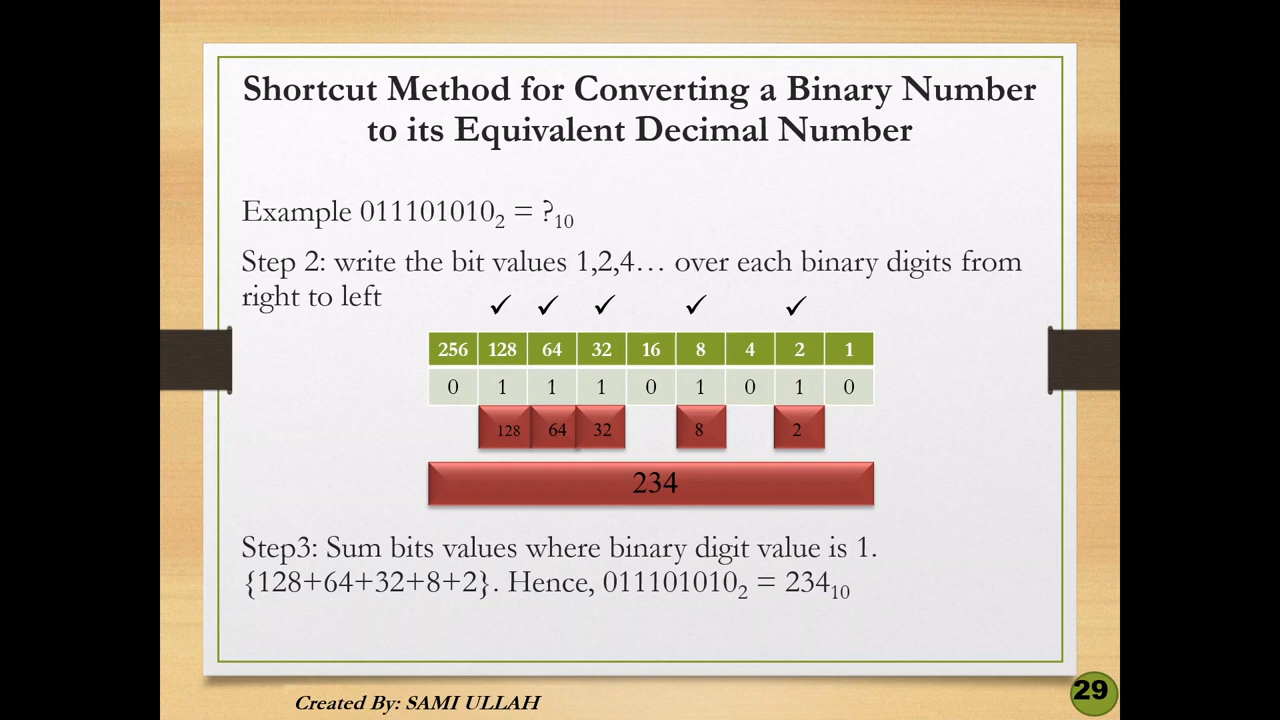 Shortcut Method for Converting a Binary Number
to its Equivalent Decimal Number
Example 011101010₂ = ?₁₀
Step 2: write the bit values 1,2,4… over each binary digits from
right to left
✓ ✓ ✓ ✓ ✓
256 128 64 32 16 8 4 2 1
0 1 1 1 0 1 0 1 0
128 64 32 8 2
234
Step3: Sum bits values where binary digit value is 1.
{128+64+32+8+2}. Hence, 011101010₂ = 234₁₀
Created By: SAMI ULLAH
29